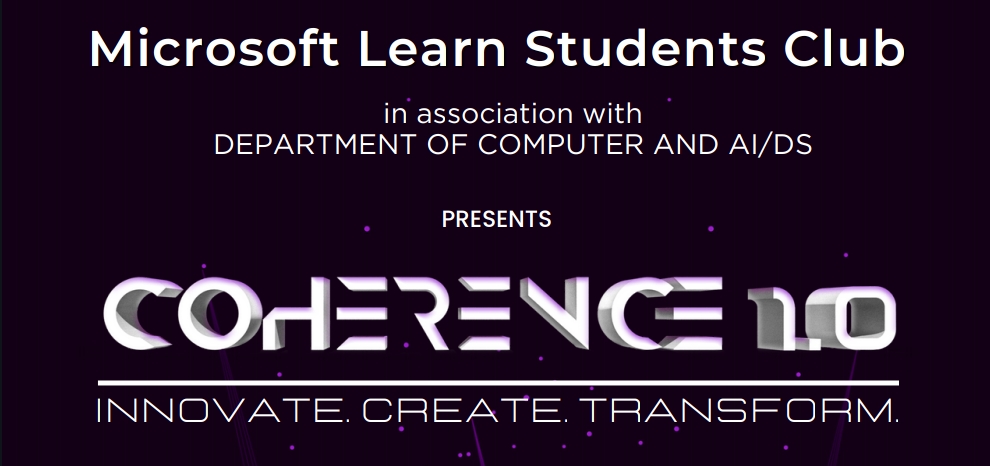 Microsoft Learn Students Club
in association with
DEPARTMENT OF COMPUTER AND AI/DS
PRESENTS
COHERENCE 1.0
INNOVATE. CREATE. TRANSFORM.